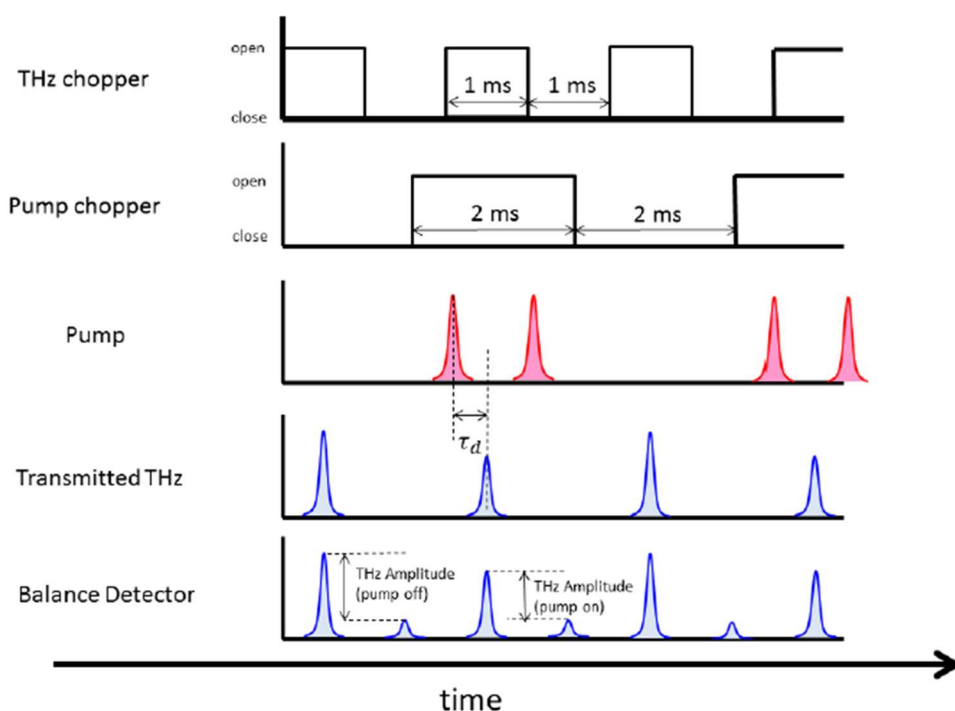 THz chopper
open
close
1 ms
1 ms
Pump chopper
open
close
2 ms
2 ms
Pump
τd
Transmitted THz
Balance Detector
THz Amplitude
(pump off)
THz Amplitude
(pump on)
time